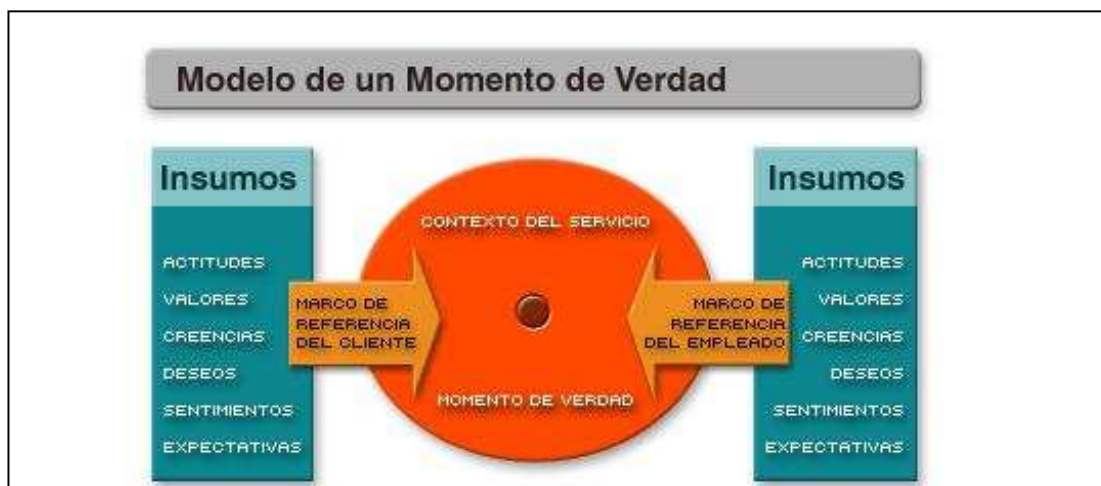 Modelo de un Momento de Verdad
Insumos
ACTITUDES
VALORES
CREENCIAS
DESEOS
SENTIMIENTOS
EXPECTATIVAS
MARCO DE
REFERENCIA
DEL CLIENTE
CONTEXTO DEL SERVICIO
MOMENTO DE VERDAD
MARCO DE
REFERENCIA
DEL EMPLEADO
Insumos
ACTITUDES
VALORES
CREENCIAS
DESEOS
SENTIMIENTOS
EXPECTATIVAS